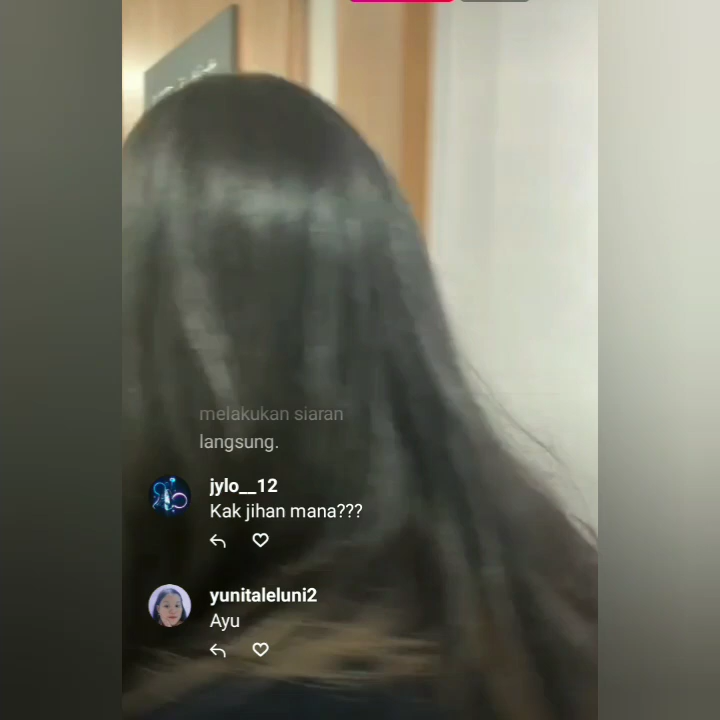 melakukan siaran
langsung.
jylo__12
Kak jihan mana???
yunitaleluni2
Ayu